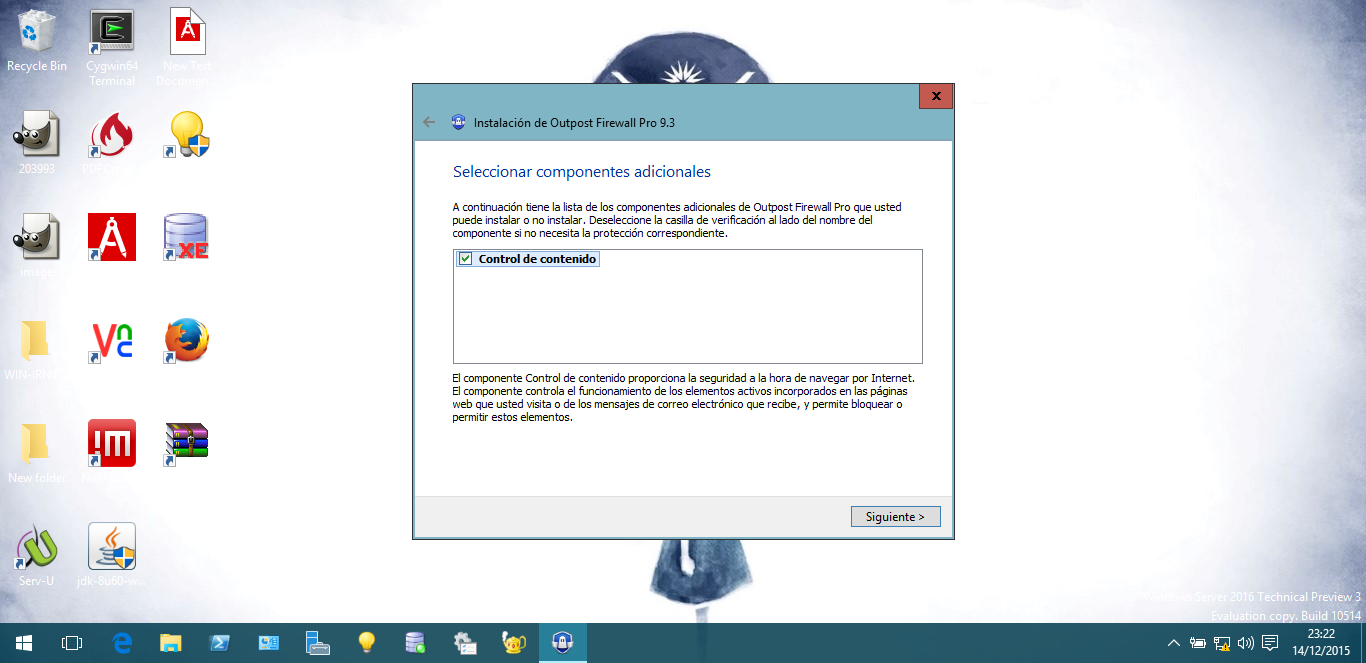 Recycle Bin
Cygwin64
Terminal
New Text
Documen...
203993
New folder
Serv-U
jdk-8u60-w...
XE
Instalación de Outpost Firewall Pro 9.3
Seleccionar componentes adicionales
A continuación tiene la lista de los componentes adicionales de Outpost Firewall Pro que usted
puede instalar o no instalar. Deseleccione la casilla de verificación al lado del nombre del
componente si no necesita la protección correspondiente.
Control de contenido
El componente Control de contenido proporciona la seguridad a la hora de navegar por Internet.
El componente controla el funcionamiento de los elementos activos incorporados en las páginas
web que usted visita o de los mensajes de correo electrónico que recibe, y permite bloquear o
permitir estos elementos.
Siguiente >
Windows Server 2016 Technical Preview 3
Evaluation copy. Build 10514
23:22
14/12/2015